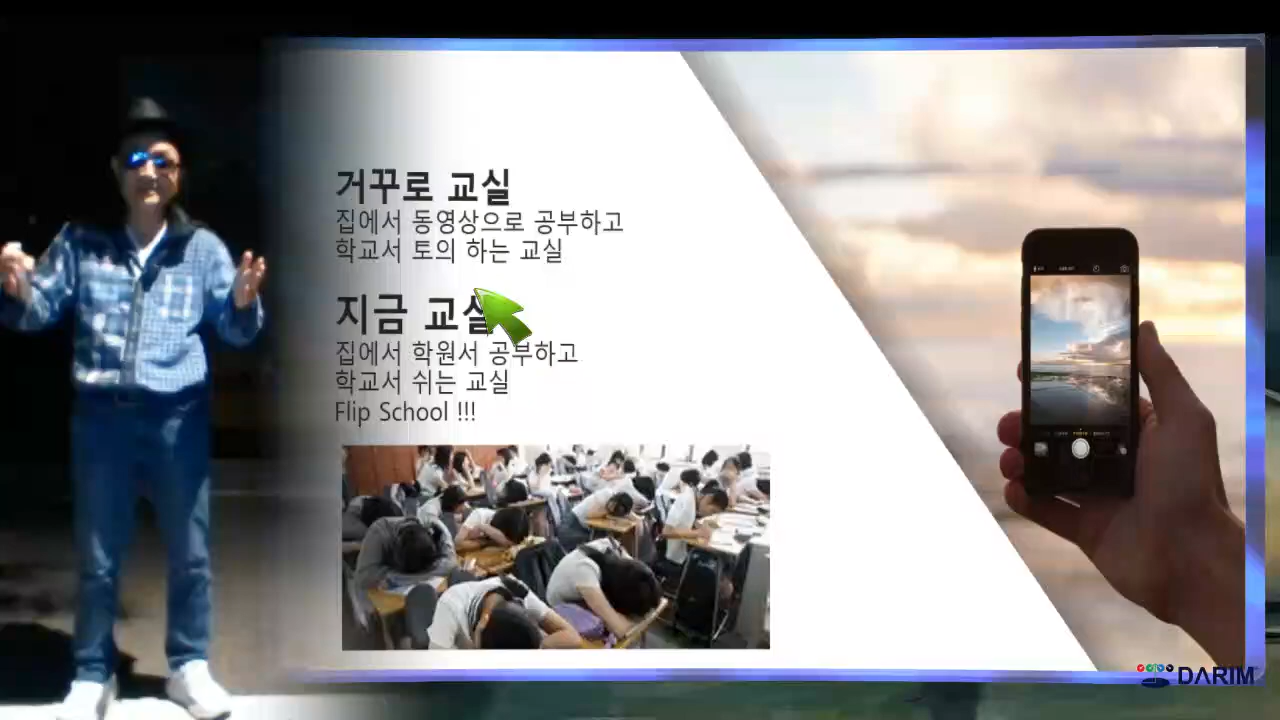 거꾸로 교실
집에서 동영상으로 공부하고
학교서 토의 하는 교실
지금 교실
집에서 학원서 공부하고
학교서 쉬는 교실
Flip School !!!
DARIM